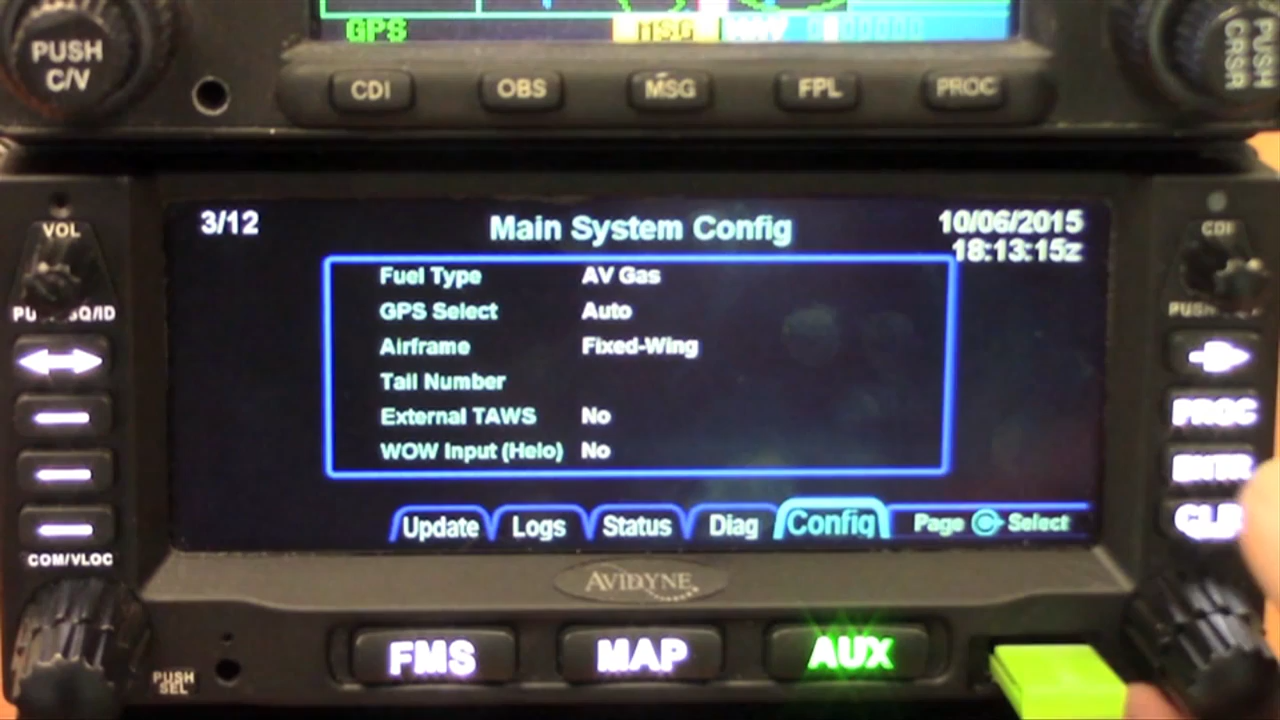 PUSH
C/V
GPS
MSG
CDI
OBS
MSG
FPL
PROC
PUSH
CRSR
VOL
3/12
Main System Config
10/06/2015
18:13:15z
CDI
Fuel Type AV Gas
GPS Select Auto
Airframe Fixed-Wing
Tail Number
External TAWS No
WOW Input (Helo) No
PROC
ENTR
CLR
Update Logs Status Diag Config Page Select
COM/VLOC
AVIDYNE
FMS
MAP
AUX
PUSH
SEL